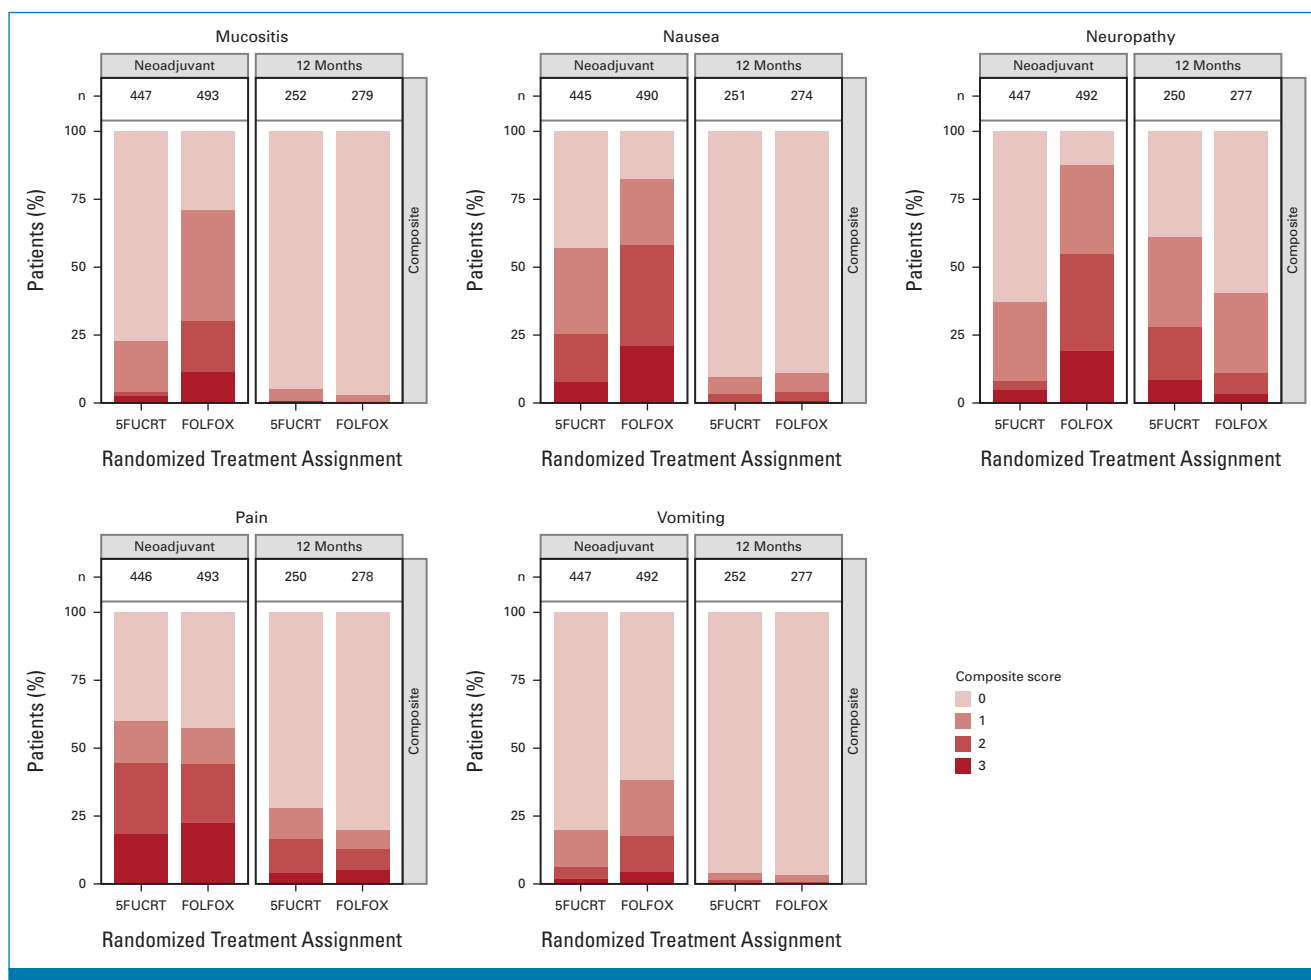 Mucositis
Neoadjuvant 12 Months
n 447 493 252 279
100
75
50
25
0
Patients (%)
Composite
5FUCRT FOLFOX 5FUCRT FOLFOX
Randomized Treatment Assignment
Nausea
Neoadjuvant 12 Months
n 445 490 251 274
100
75
50
25
0
Patients (%)
Composite
5FUCRT FOLFOX 5FUCRT FOLFOX
Randomized Treatment Assignment
Neuropathy
Neoadjuvant 12 Months
n 447 492 250 277
100
75
50
25
0
Patients (%)
Composite
5FUCRT FOLFOX 5FUCRT FOLFOX
Randomized Treatment Assignment
Pain
Neoadjuvant 12 Months
n 446 493 250 278
100
75
50
25
0
Patients (%)
Composite
5FUCRT FOLFOX 5FUCRT FOLFOX
Randomized Treatment Assignment
Vomiting
Neoadjuvant 12 Months
n 447 492 252 277
100
75
50
25
0
Patients (%)
Composite
5FUCRT FOLFOX 5FUCRT FOLFOX
Randomized Treatment Assignment
Composite score
0
1
2
3